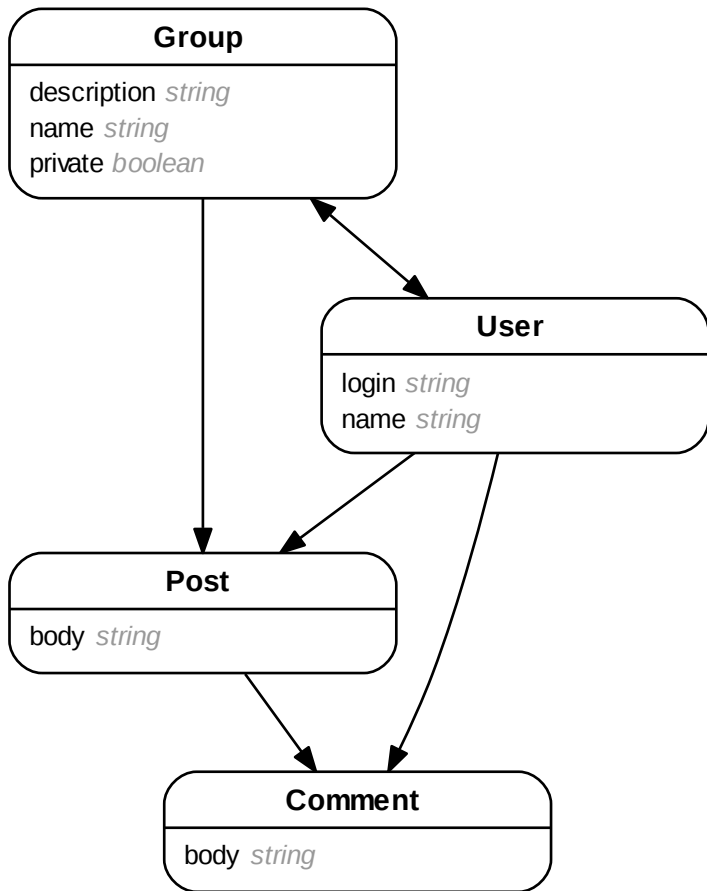 Group
description string
name string
private boolean
User
login string
name string
Post
body string
Comment
body string